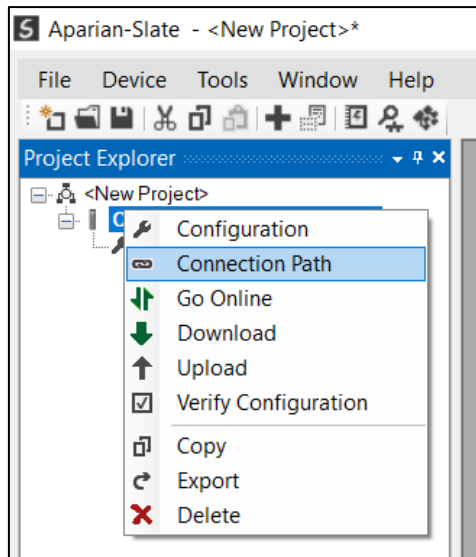 Aparian-Slate - <New Project>*
File Device Tools Window Help
Project Explorer
<New Project>
Configuration
Connection Path
Go Online
Download
Upload
Verify Configuration
Copy
Export
Delete